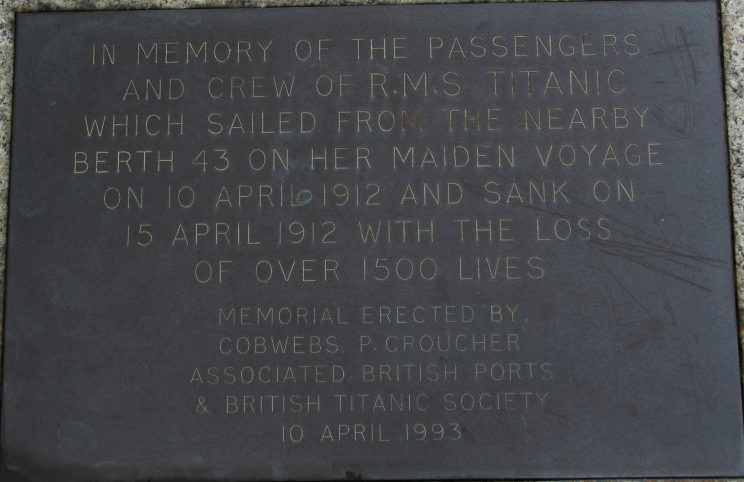 IN MEMORY OF THE PASSENGERS
AND CREW OF R.M.S TITANIC
WHICH SAILED FROM THE NEARBY
BERTH 43 ON HER MAIDEN VOYAGE
ON 10 APRIL 1912 AND SANK ON
15 APRIL 1912 WITH THE LOSS
OF OVER 1500 LIVES
MEMORIAL ERECTED BY,
COBWEBS, P. CROUCHER
ASSOCIATED BRITISH PORTS
& BRITISH TITANIC SOCIETY
10 APRIL 1993